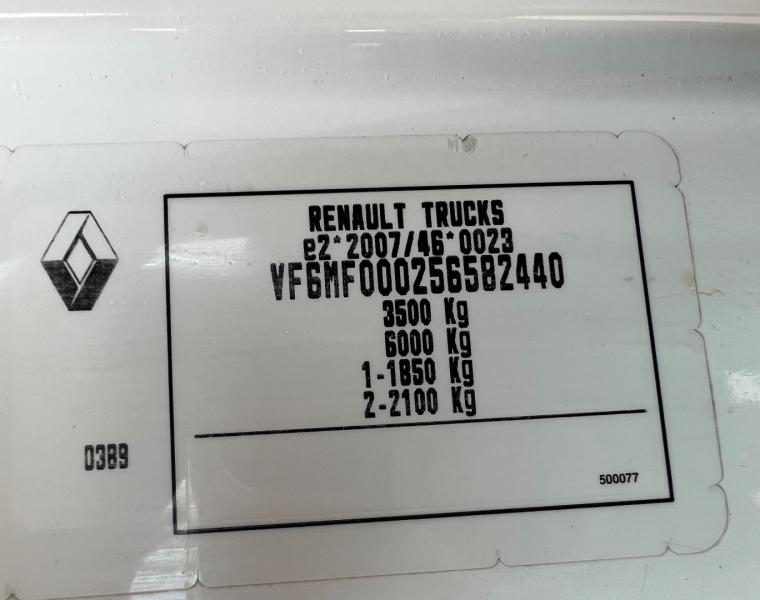 RENAULT TRUCKS
e2*2007/46*0023
VF6MF000256582440
3500 Kg
6000 Kg
1-1850 Kg
2-2100 Kg
0389
500077